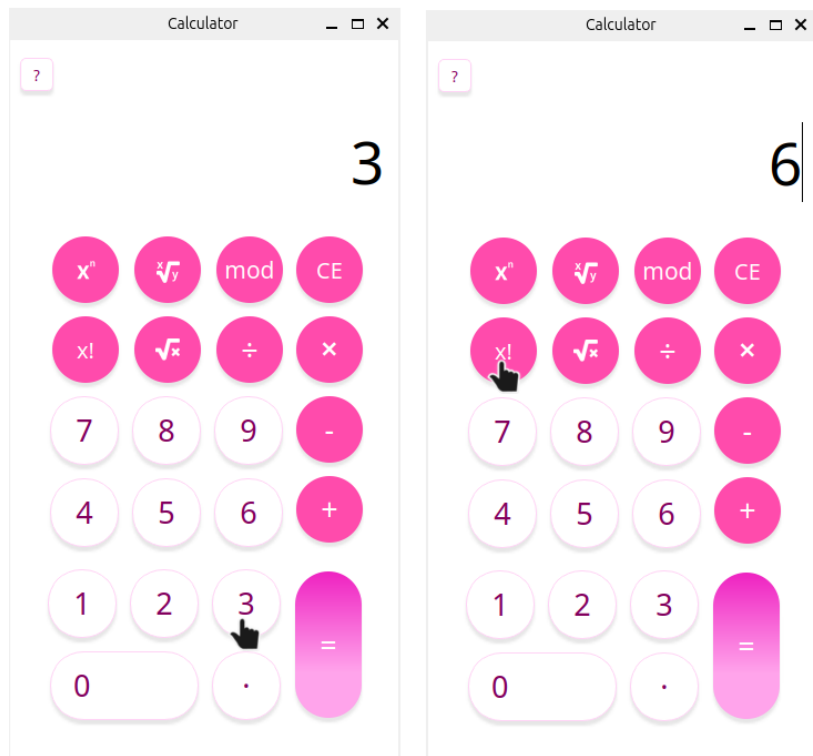 Calculator
?
3
xⁿ ˣ√y mod CE
x! √x ÷ ×
7 8 9 -
4 5 6 +
1 2 3 =
0 .
Calculator
?
6
xⁿ ˣ√y mod CE
x! √x ÷ ×
7 8 9 -
4 5 6 +
1 2 3 =
0 .